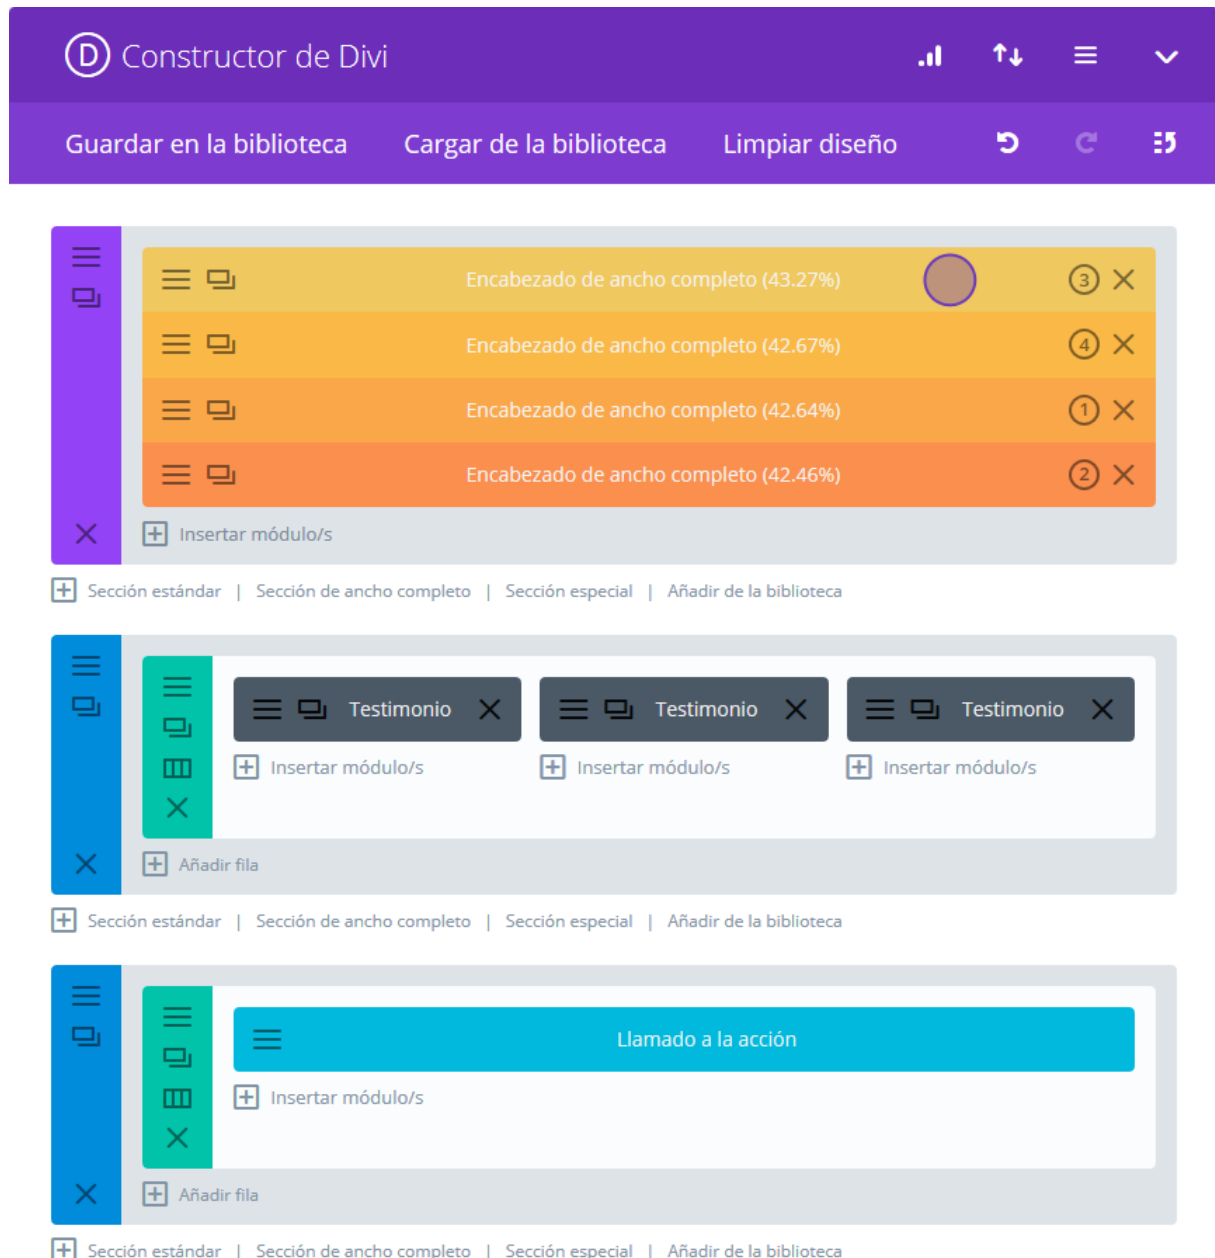 D Constructor de Divi
Guardar en la biblioteca Cargar de la biblioteca Limpiar diseño
Encabezado de ancho completo (43.27%) 3
Encabezado de ancho completo (42.67%) 4
Encabezado de ancho completo (42.64%) 1
Encabezado de ancho completo (42.46%) 2
Insertar módulo/s
Sección estándar | Sección de ancho completo | Sección especial | Añadir de la biblioteca
Testimonio Testimonio Testimonio
Insertar módulo/s Insertar módulo/s Insertar módulo/s
Añadir fila
Sección estándar | Sección de ancho completo | Sección especial | Añadir de la biblioteca
Llamado a la acción
Insertar módulo/s
Añadir fila
Sección estándar | Sección de ancho completo | Sección especial | Añadir de la biblioteca